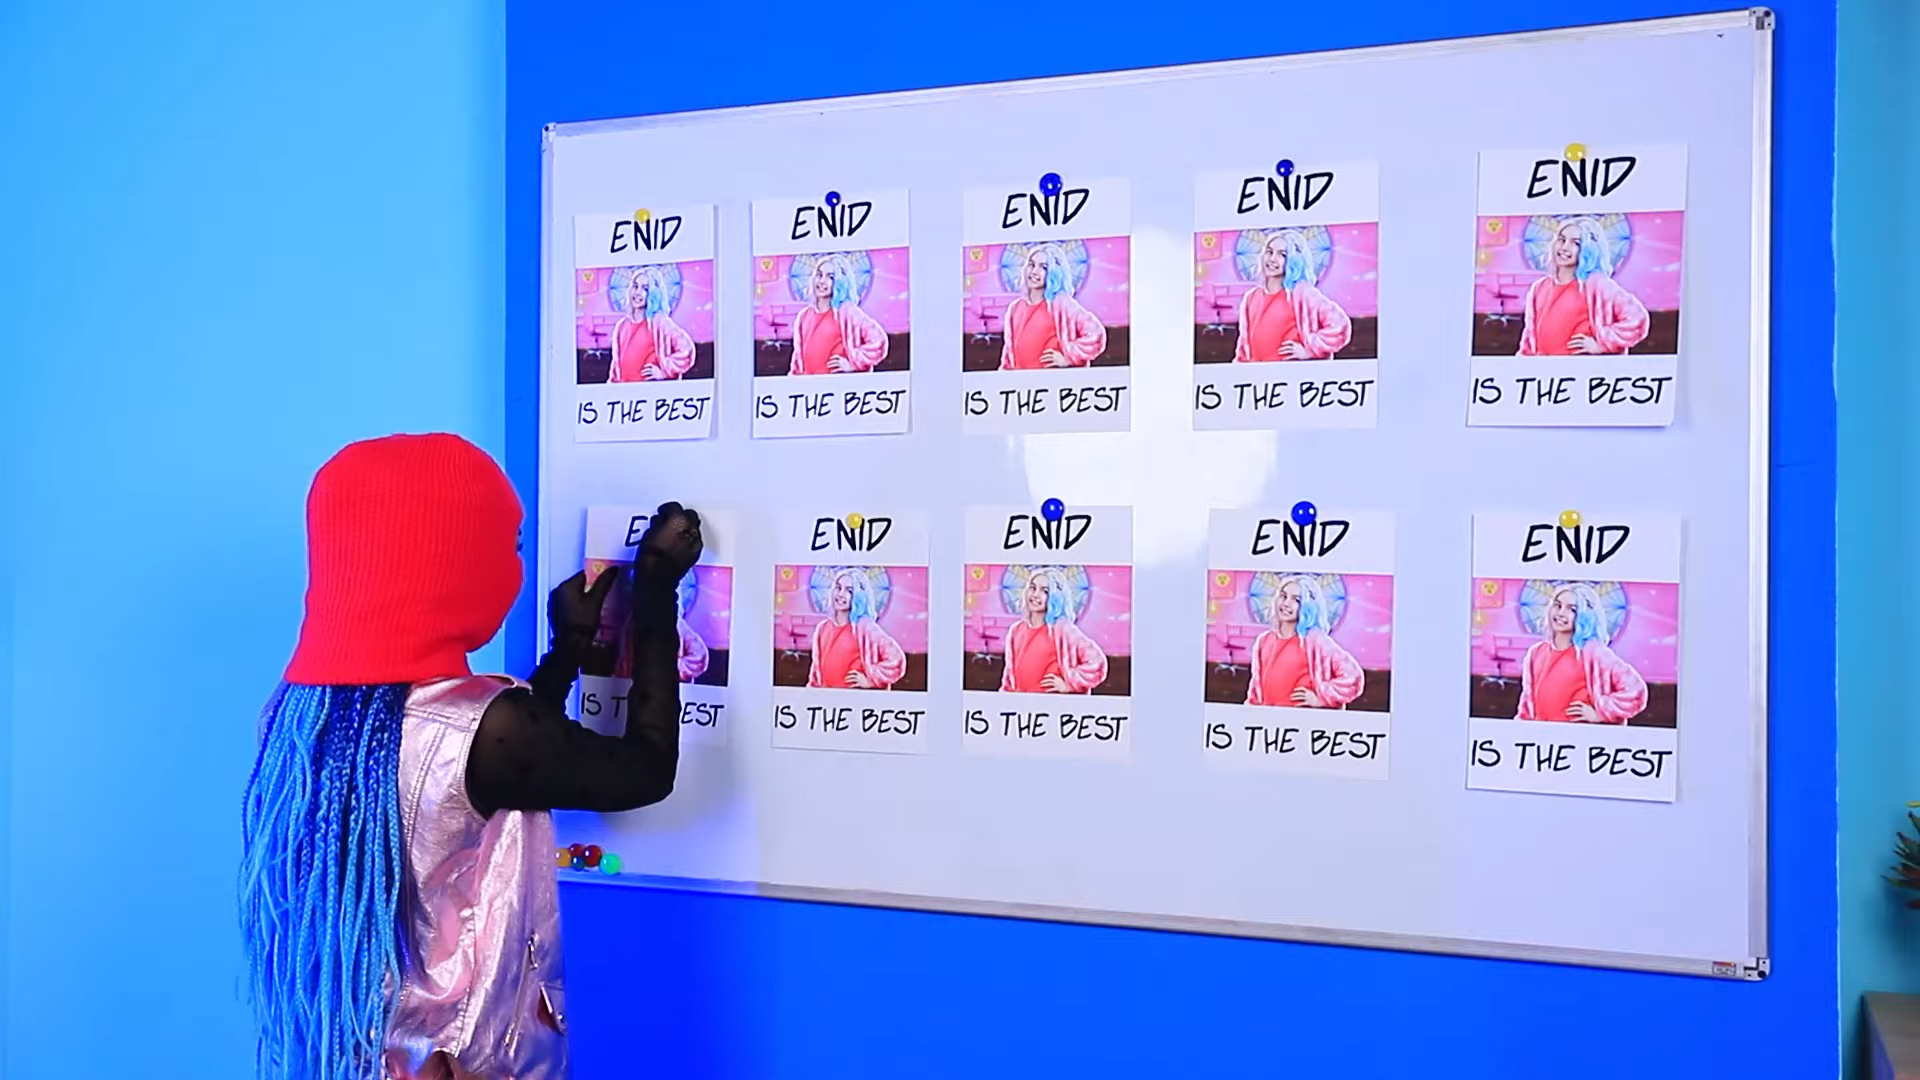 ENID
IS THE BEST
ENID
IS THE BEST
ENID
IS THE BEST
ENID
IS THE BEST
ENID
IS THE BEST
E
IS T EST
ENID
IS THE BEST
ENID
IS THE BEST
ENID
IS THE BEST
ENID
IS THE BEST